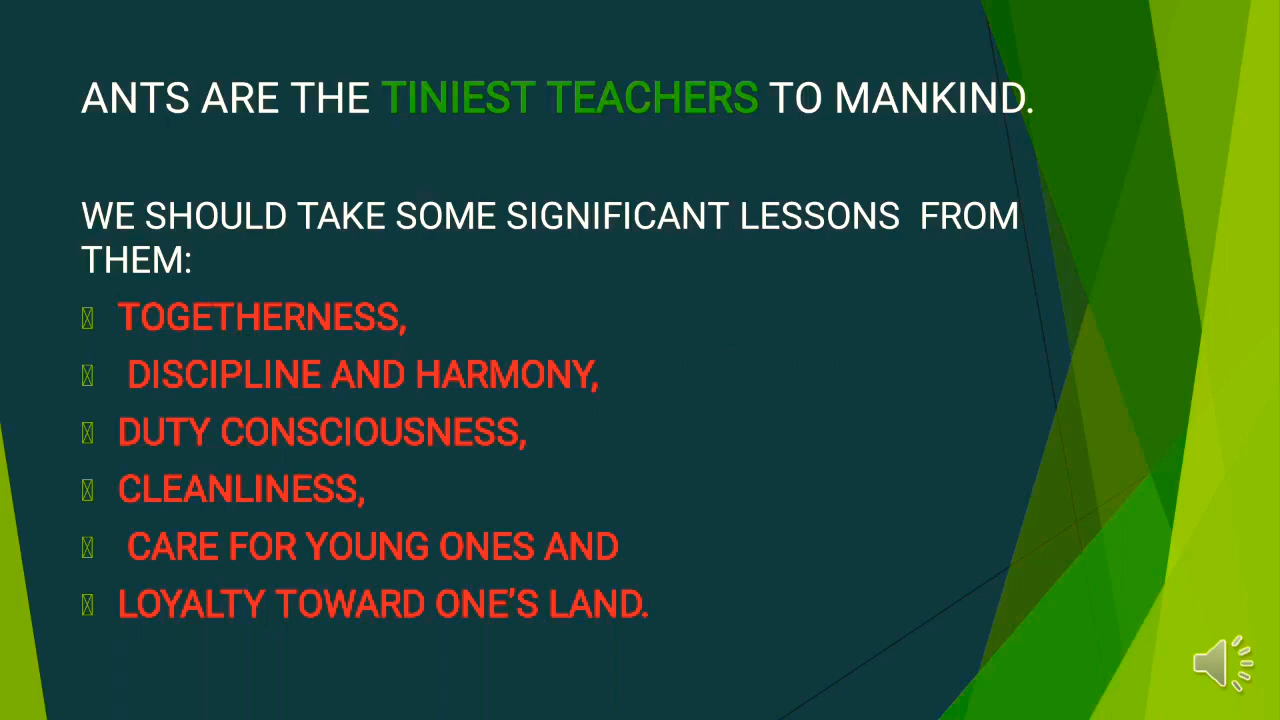 ANTS ARE THE TINIEST TEACHERS TO MANKIND.
WE SHOULD TAKE SOME SIGNIFICANT LESSONS  FROM
THEM:
TOGETHERNESS,
DISCIPLINE AND HARMONY,
DUTY CONSCIOUSNESS,
CLEANLINESS,
CARE FOR YOUNG ONES AND
LOYALTY TOWARD ONE’S LAND.